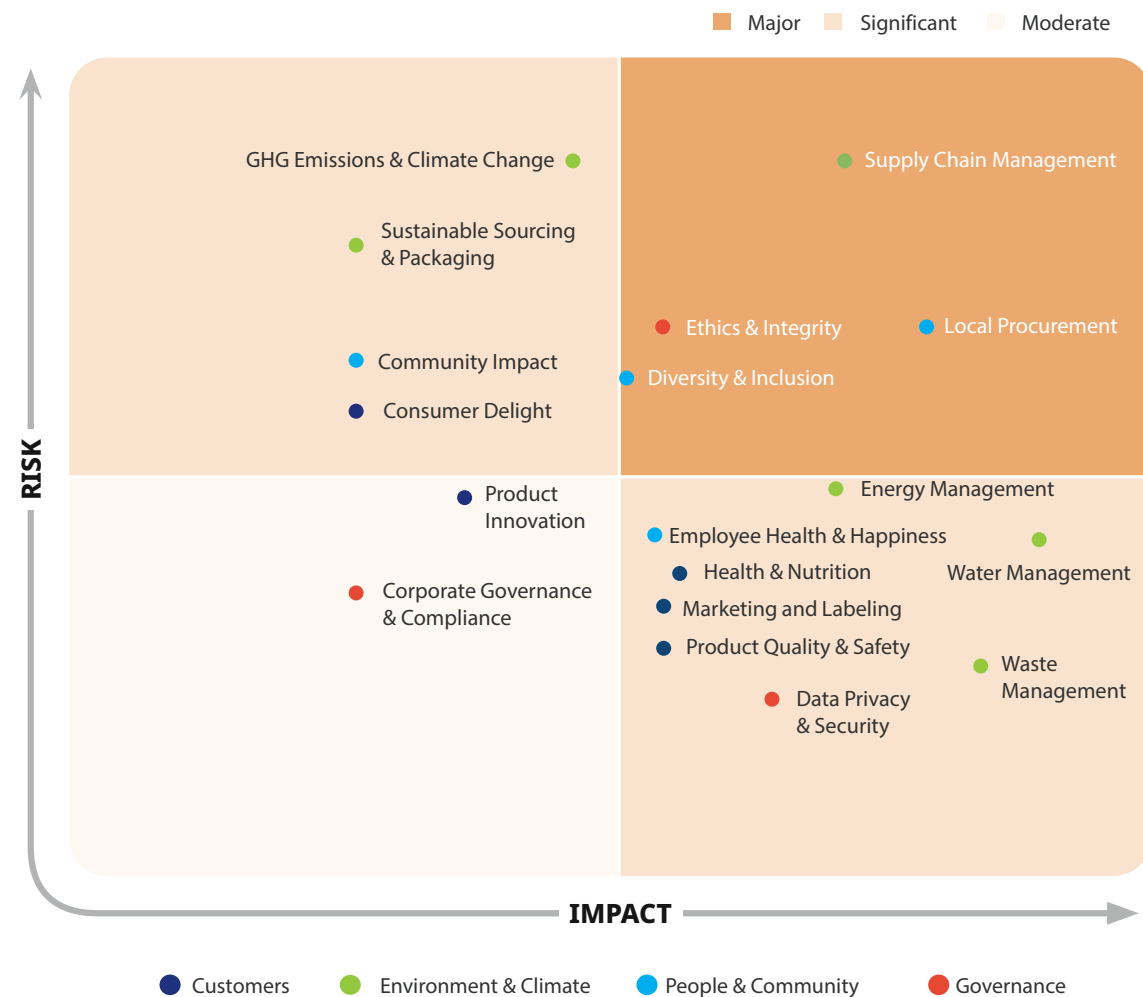 Major
Significant
Moderate
GHG Emissions & Climate Change
Supply Chain Management
Sustainable Sourcing
& Packaging
Ethics & Integrity
Local Procurement
Community Impact
Diversity & Inclusion
Consumer Delight
RISK
Product
Innovation
Energy Management
Employee Health & Happiness
Water Management
Health & Nutrition
Corporate Governance
& Compliance
Marketing and Labeling
Product Quality & Safety
Waste
Management
Data Privacy
& Security
IMPACT
Customers
Environment & Climate
People & Community
Governance